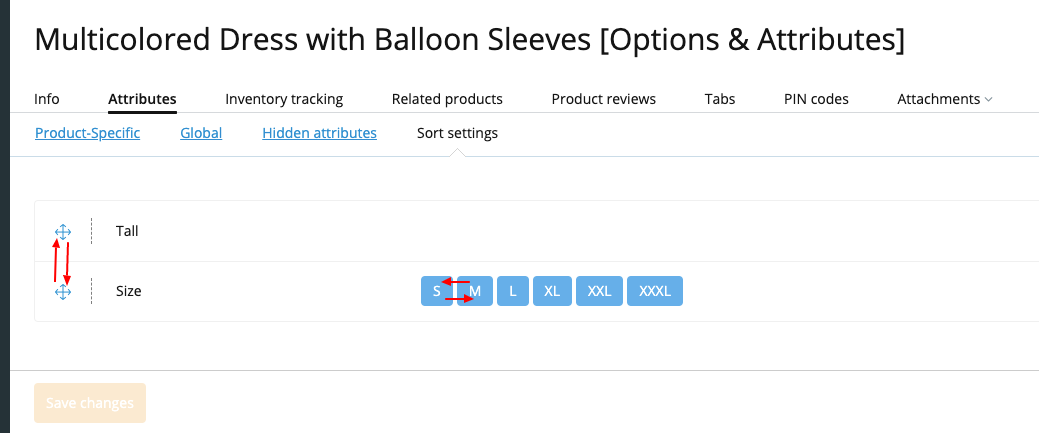 Multicolored Dress with Balloon Sleeves [Options & Attributes]
Info Attributes Inventory tracking Related products Product reviews Tabs PIN codes Attachments
Product-Specific Global Hidden attributes Sort settings
Tall
Size S M L XL XXL XXXL
Save changes